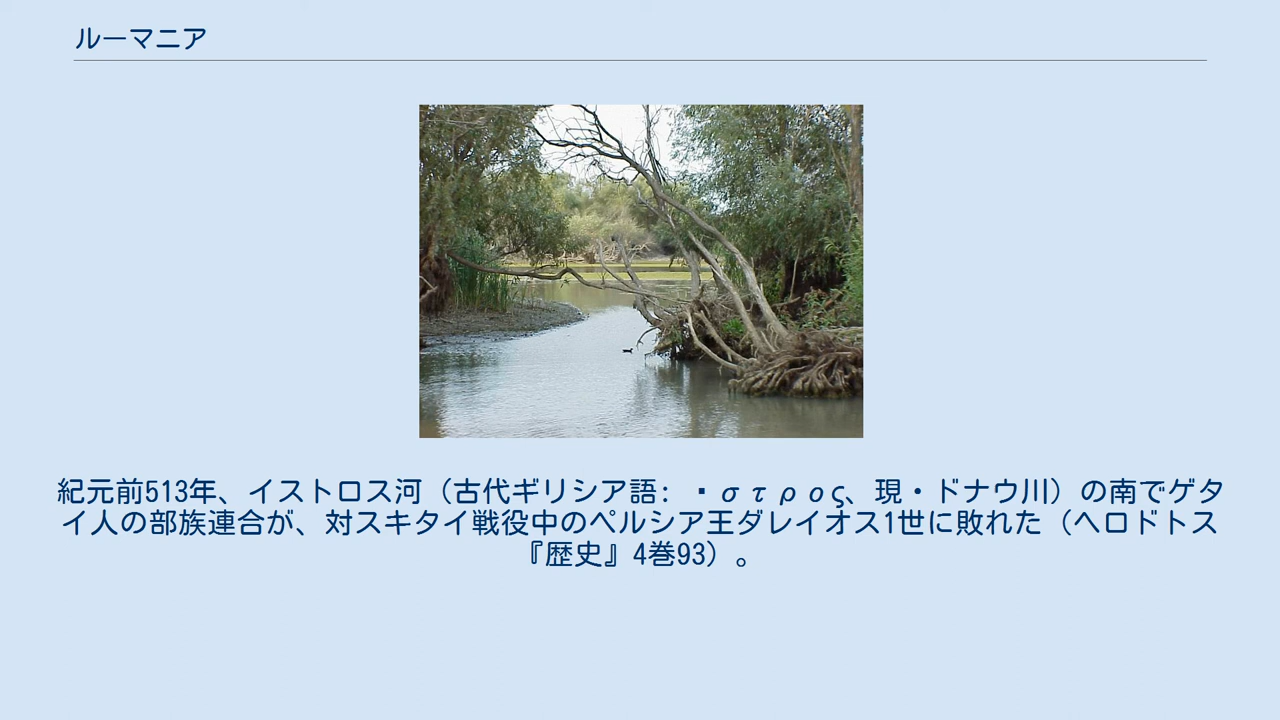 ルーマニア
紀元前513年、イストロス河（古代ギリシア語: ・στρος、現・ドナウ川）の南でゲタ
イ人の部族連合が、対スキタイ戦役中のペルシア王ダレイオス1世に敗れた（ヘロドトス
『歴史』4巻93）。